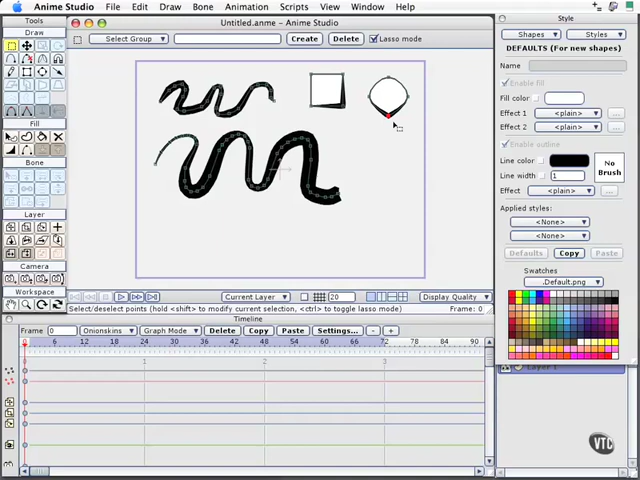 Anime Studio File Edit Draw Bone Animation Scripts View Window Help
Tools
Untitled.anme
Style
Draw
Select Group
Create
Delete
Lasso mode
Shapes
Styles
DEFAULTS (For new shapes)
Name
Enable fill
Fill color
Effect 1
<plain>
Effect 2
<plain>
Fill
Enable outline
Line color
No Brush
Line width
1
Bone
Effect
<plain>
Applied styles:
<None>
<None>
Layer
Defaults
Copy
Paste
Camera
Swatches
.Default.png
Workspace
Current Layer
20
Display Quality
Select/deselect points (hold <shift> to modify current selection, <ctrl> to toggle lasso mode)
Frame: 0
Timeline
Frame
0
Onionskins
Graph Mode
Delete
Copy
Paste
Settings...
-
+
0 6 12 18 24 30 36 42 48 54 60 66 72 78 84 90
1 2 3
Layer 1
VTC